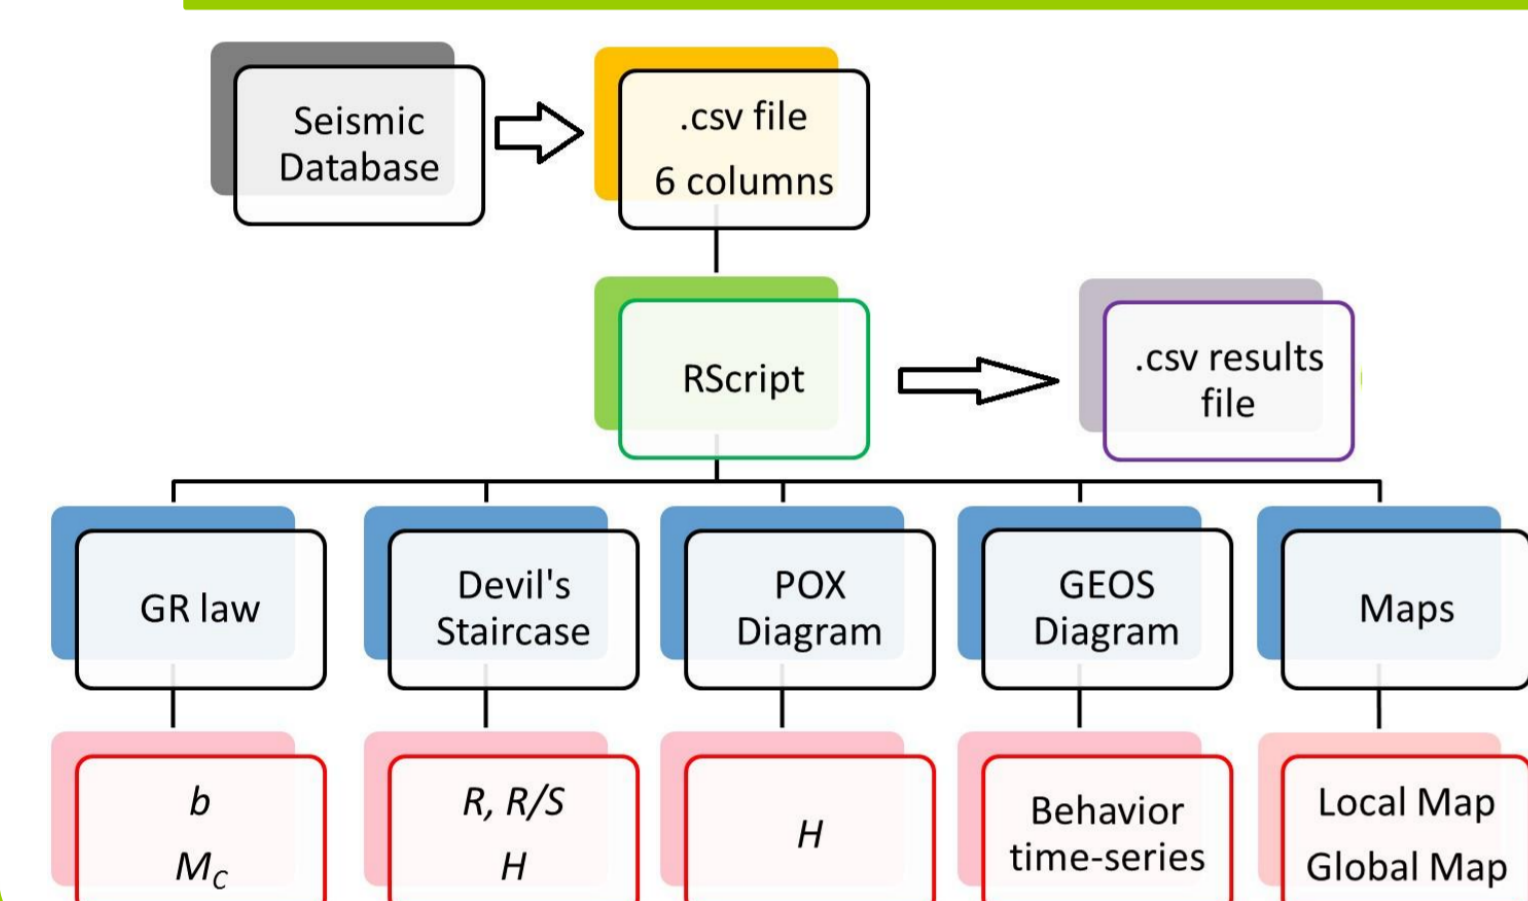 Seismic
Database
.csv file
6 columns
RScript
.csv results
file
GR law
Devil's
Staircase
POX
Diagram
GEOS
Diagram
Maps
b
M_C
R, R/S
H
H
Behavior
time-series
Local Map
Global Map